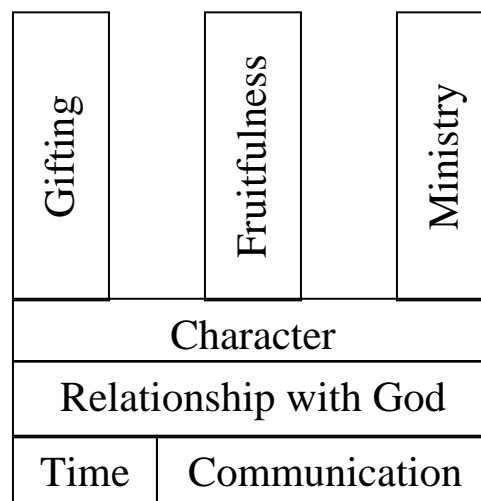 Gifting
Fruitfulness
Ministry
Character
Relationship with God
Time
Communication